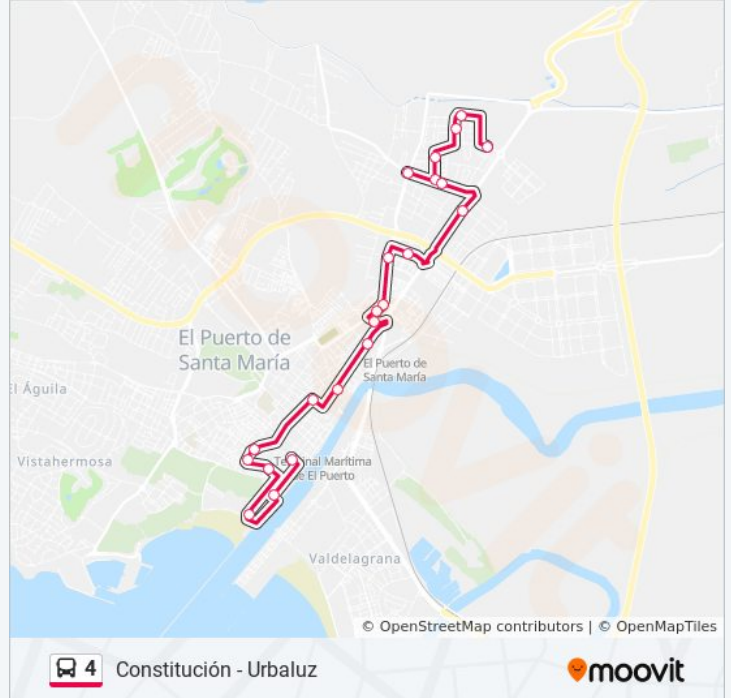 El Puerto de
Santa María
El Puerto de
Santa María
El Águila
Vistahermosa
Terminal Marítima
de El Puerto
Valdelagrana
© OpenStreetMap contributors | © OpenMapTiles
4 Constitución - Urbaluz
moovit